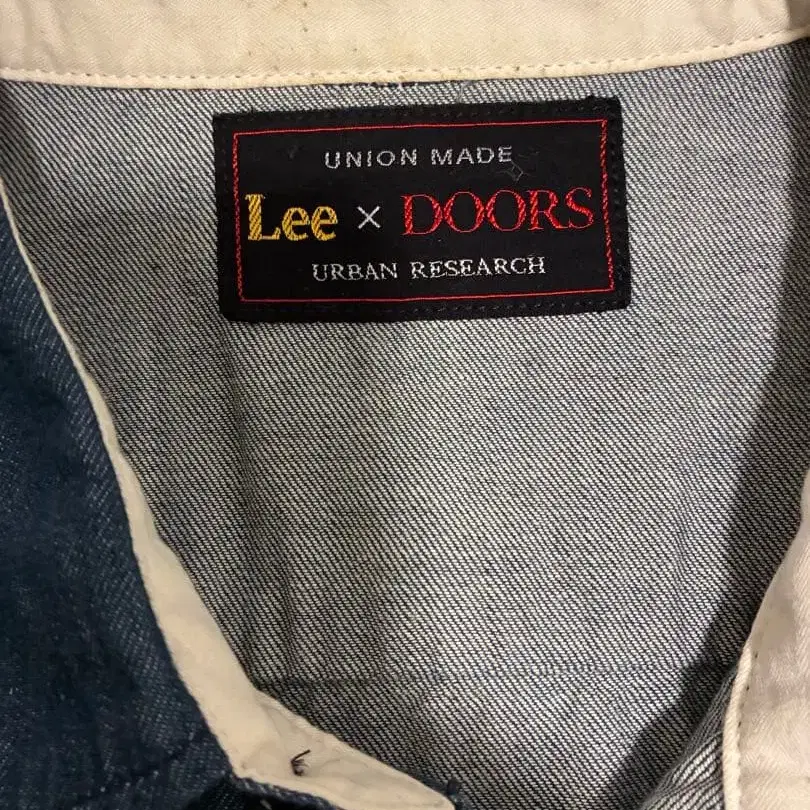 UNION MADE
Lee × DOORS
URBAN RESEARCH